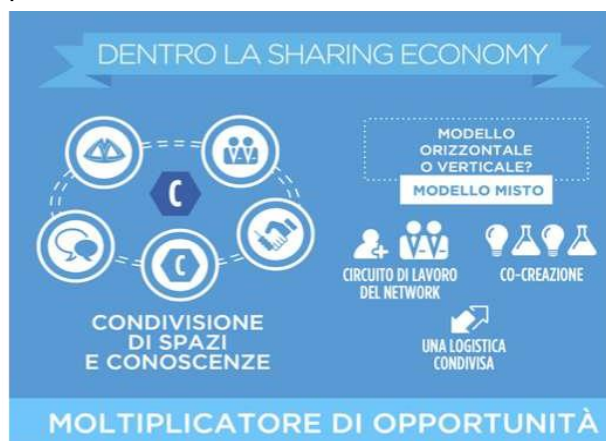 DENTRO LA SHARING ECONOMY
C
C
CONDIVISIONE
DI SPAZI
E CONOSCENZE
MODELLO
ORIZZONTALE
O VERTICALE?
MODELLO MISTO
CIRCUITO DI LAVORO
DEL NETWORK
CO-CREAZIONE
UNA LOGISTICA
CONDIVISA
MOLTIPLICATORE DI OPPORTUNITÀ